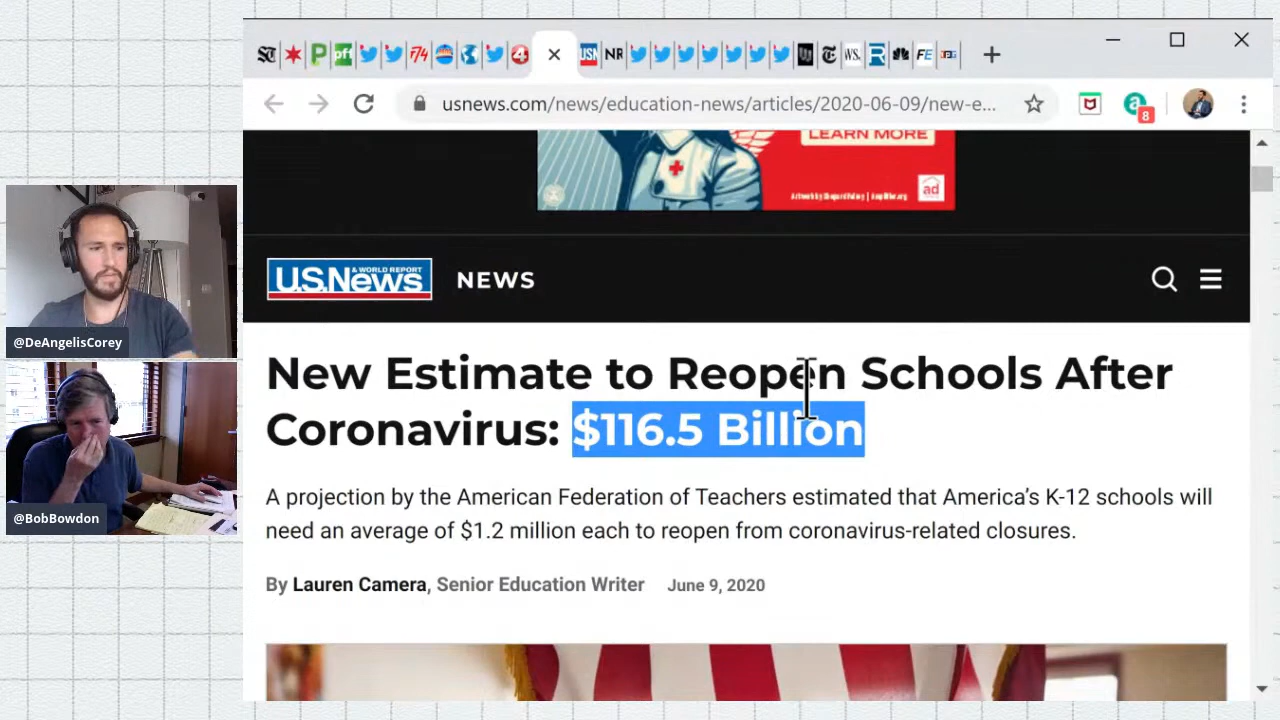 usnews.com/news/education-news/articles/2020-06-09/new-e...
8
LEARN MORE
ad
U.S. News
& WORLD REPORT
NEWS
New Estimate to Reopen Schools After
Coronavirus: $116.5 Billion
A projection by the American Federation of Teachers estimated that America's K-12 schools will
need an average of $1.2 million each to reopen from coronavirus-related closures.
By Lauren Camera, Senior Education Writer June 9, 2020
@DeAngelisCorey
@BobBowdon